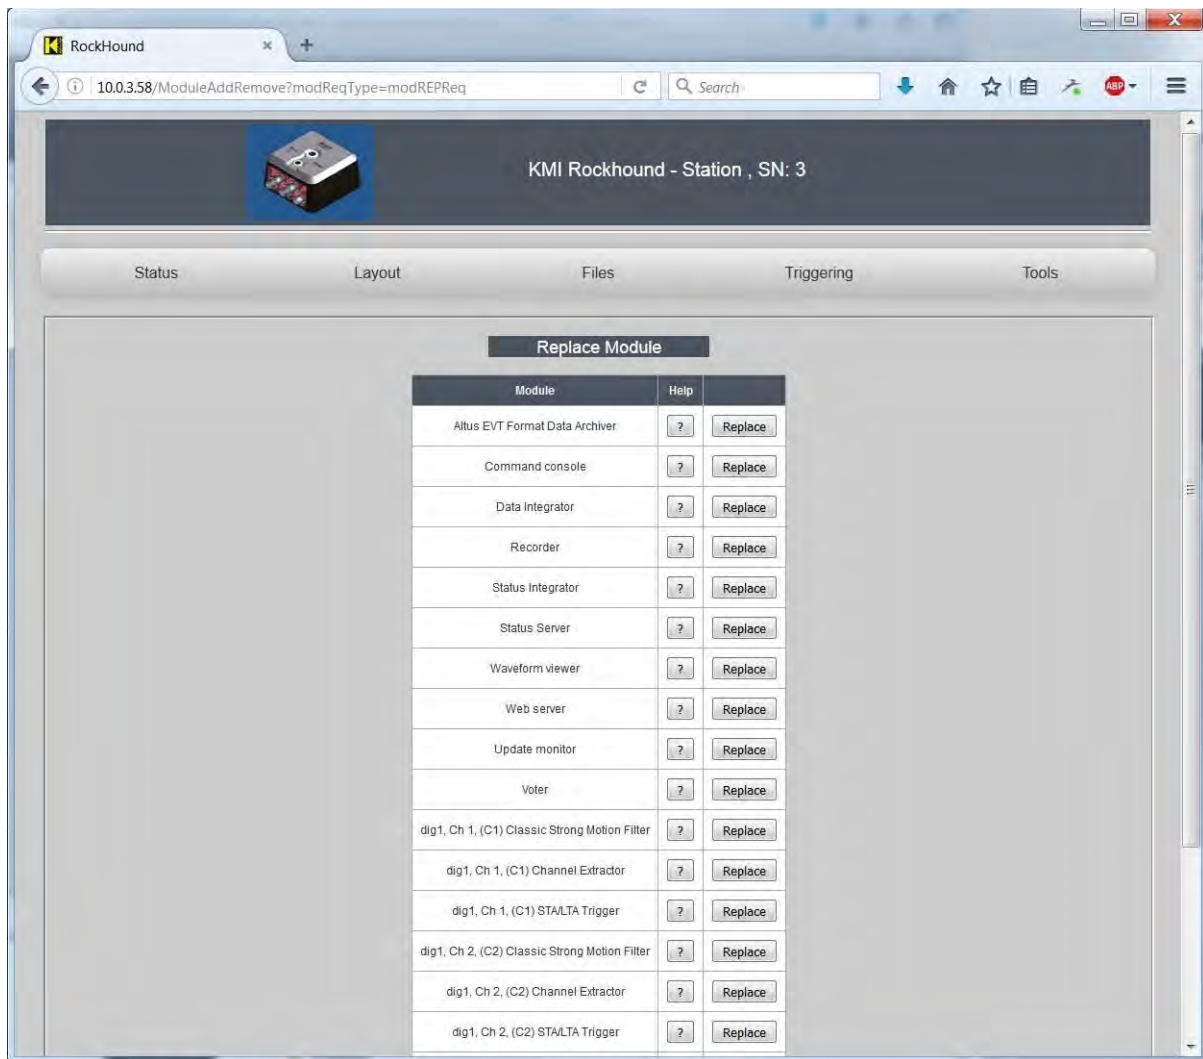 RockHound
10.0.3.58/ModuleAddRemove?modReqType=modREPReq
Search
ABP
KMI Rockhound - Station , SN: 3
Status Layout Files Triggering Tools
Replace Module
Module Help
Altus EVT Format Data Archiver ? Replace
Command console ? Replace
Data Integrator ? Replace
Recorder ? Replace
Status Integrator ? Replace
Status Server ? Replace
Waveform viewer ? Replace
Web server ? Replace
Update monitor ? Replace
Voter ? Replace
dig1, Ch 1, (C1) Classic Strong Motion Filter ? Replace
dig1, Ch 1, (C1) Channel Extractor ? Replace
dig1, Ch 1, (C1) STA/LTA Trigger ? Replace
dig1, Ch 2, (C2) Classic Strong Motion Filter ? Replace
dig1, Ch 2, (C2) Channel Extractor ? Replace
dig1, Ch 2, (C2) STA/LTA Trigger ? Replace